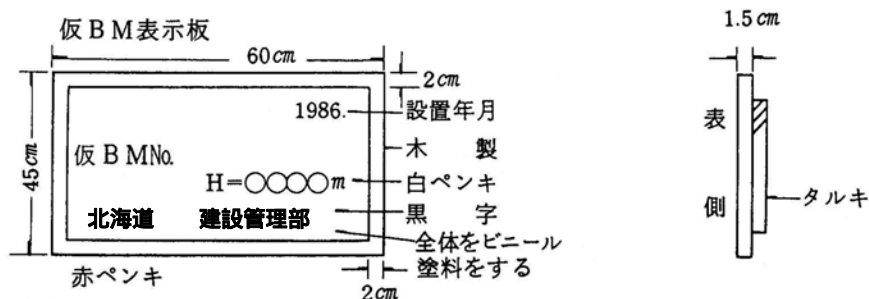 仮BM表示板
60cm
2cm
45cm
1986.
設置年月
木製
仮BMNo.
H=○○○○m
白ペンキ
北海道 建設管理部
黒字
全体をビニール
塗料をする
赤ペンキ
2cm
1.5cm
表側
タルキ